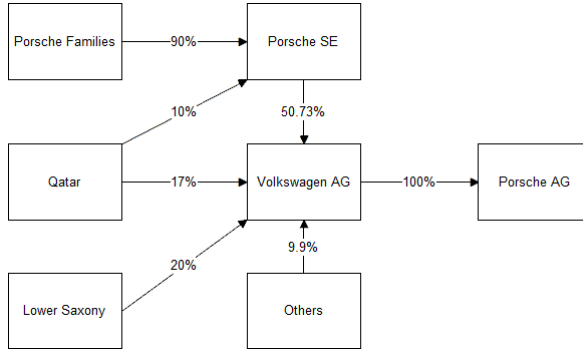 Porsche Families
90%
Porsche SE
10%
50.73%
Qatar
17%
Volkswagen AG
100%
Porsche AG
20%
9.9%
Lower Saxony
Others